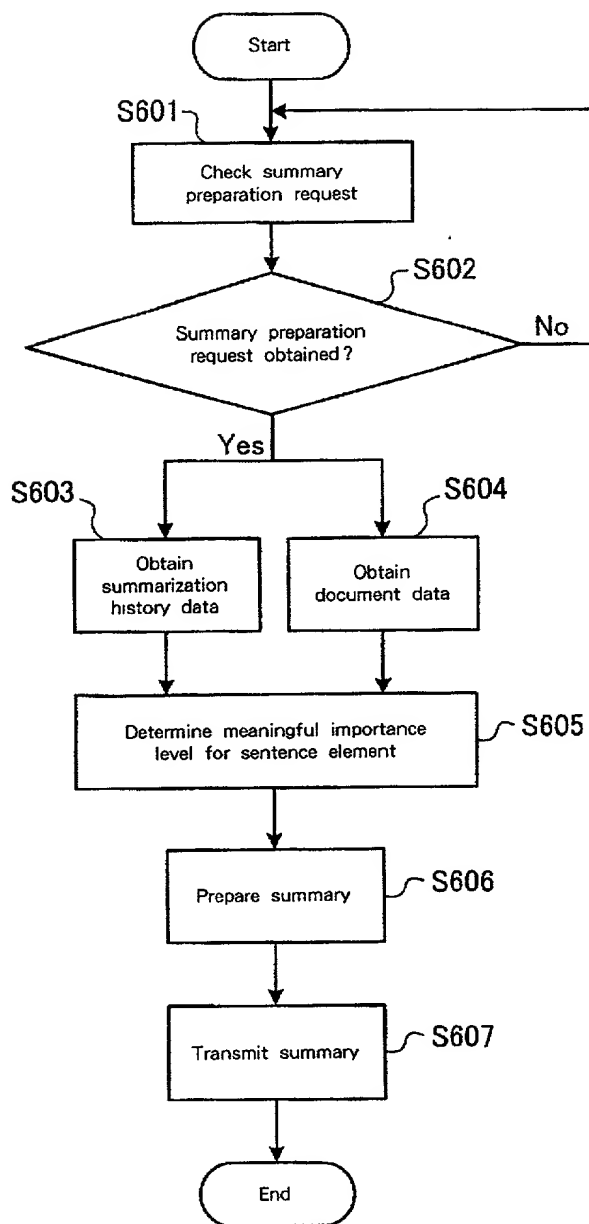 Start
S601
Check summary
preparation request
S602
Summary preparation
request obtained?
No
Yes
S603
S604
Obtain
summarization
history data
Obtain
document data
Determine meaningful importance
level for sentence element
S605
Prepare summary
S606
Transmit summary
S607
End